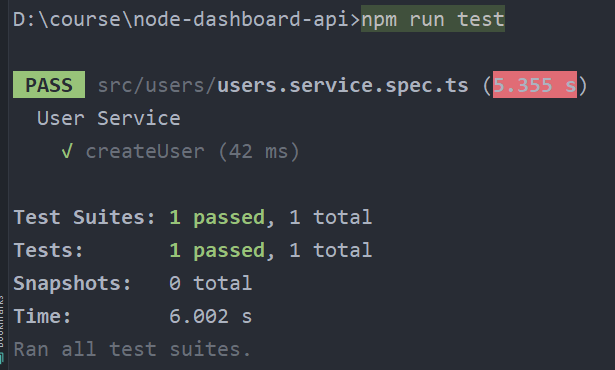 D:\course\node-dashboard-api>npm run test
PASS src/users/users.service.spec.ts (5.355 s)
User Service
√ createUser (42 ms)
Test Suites: 1 passed, 1 total
Tests: 1 passed, 1 total
Snapshots: 0 total
Time: 6.002 s
Ran all test suites.